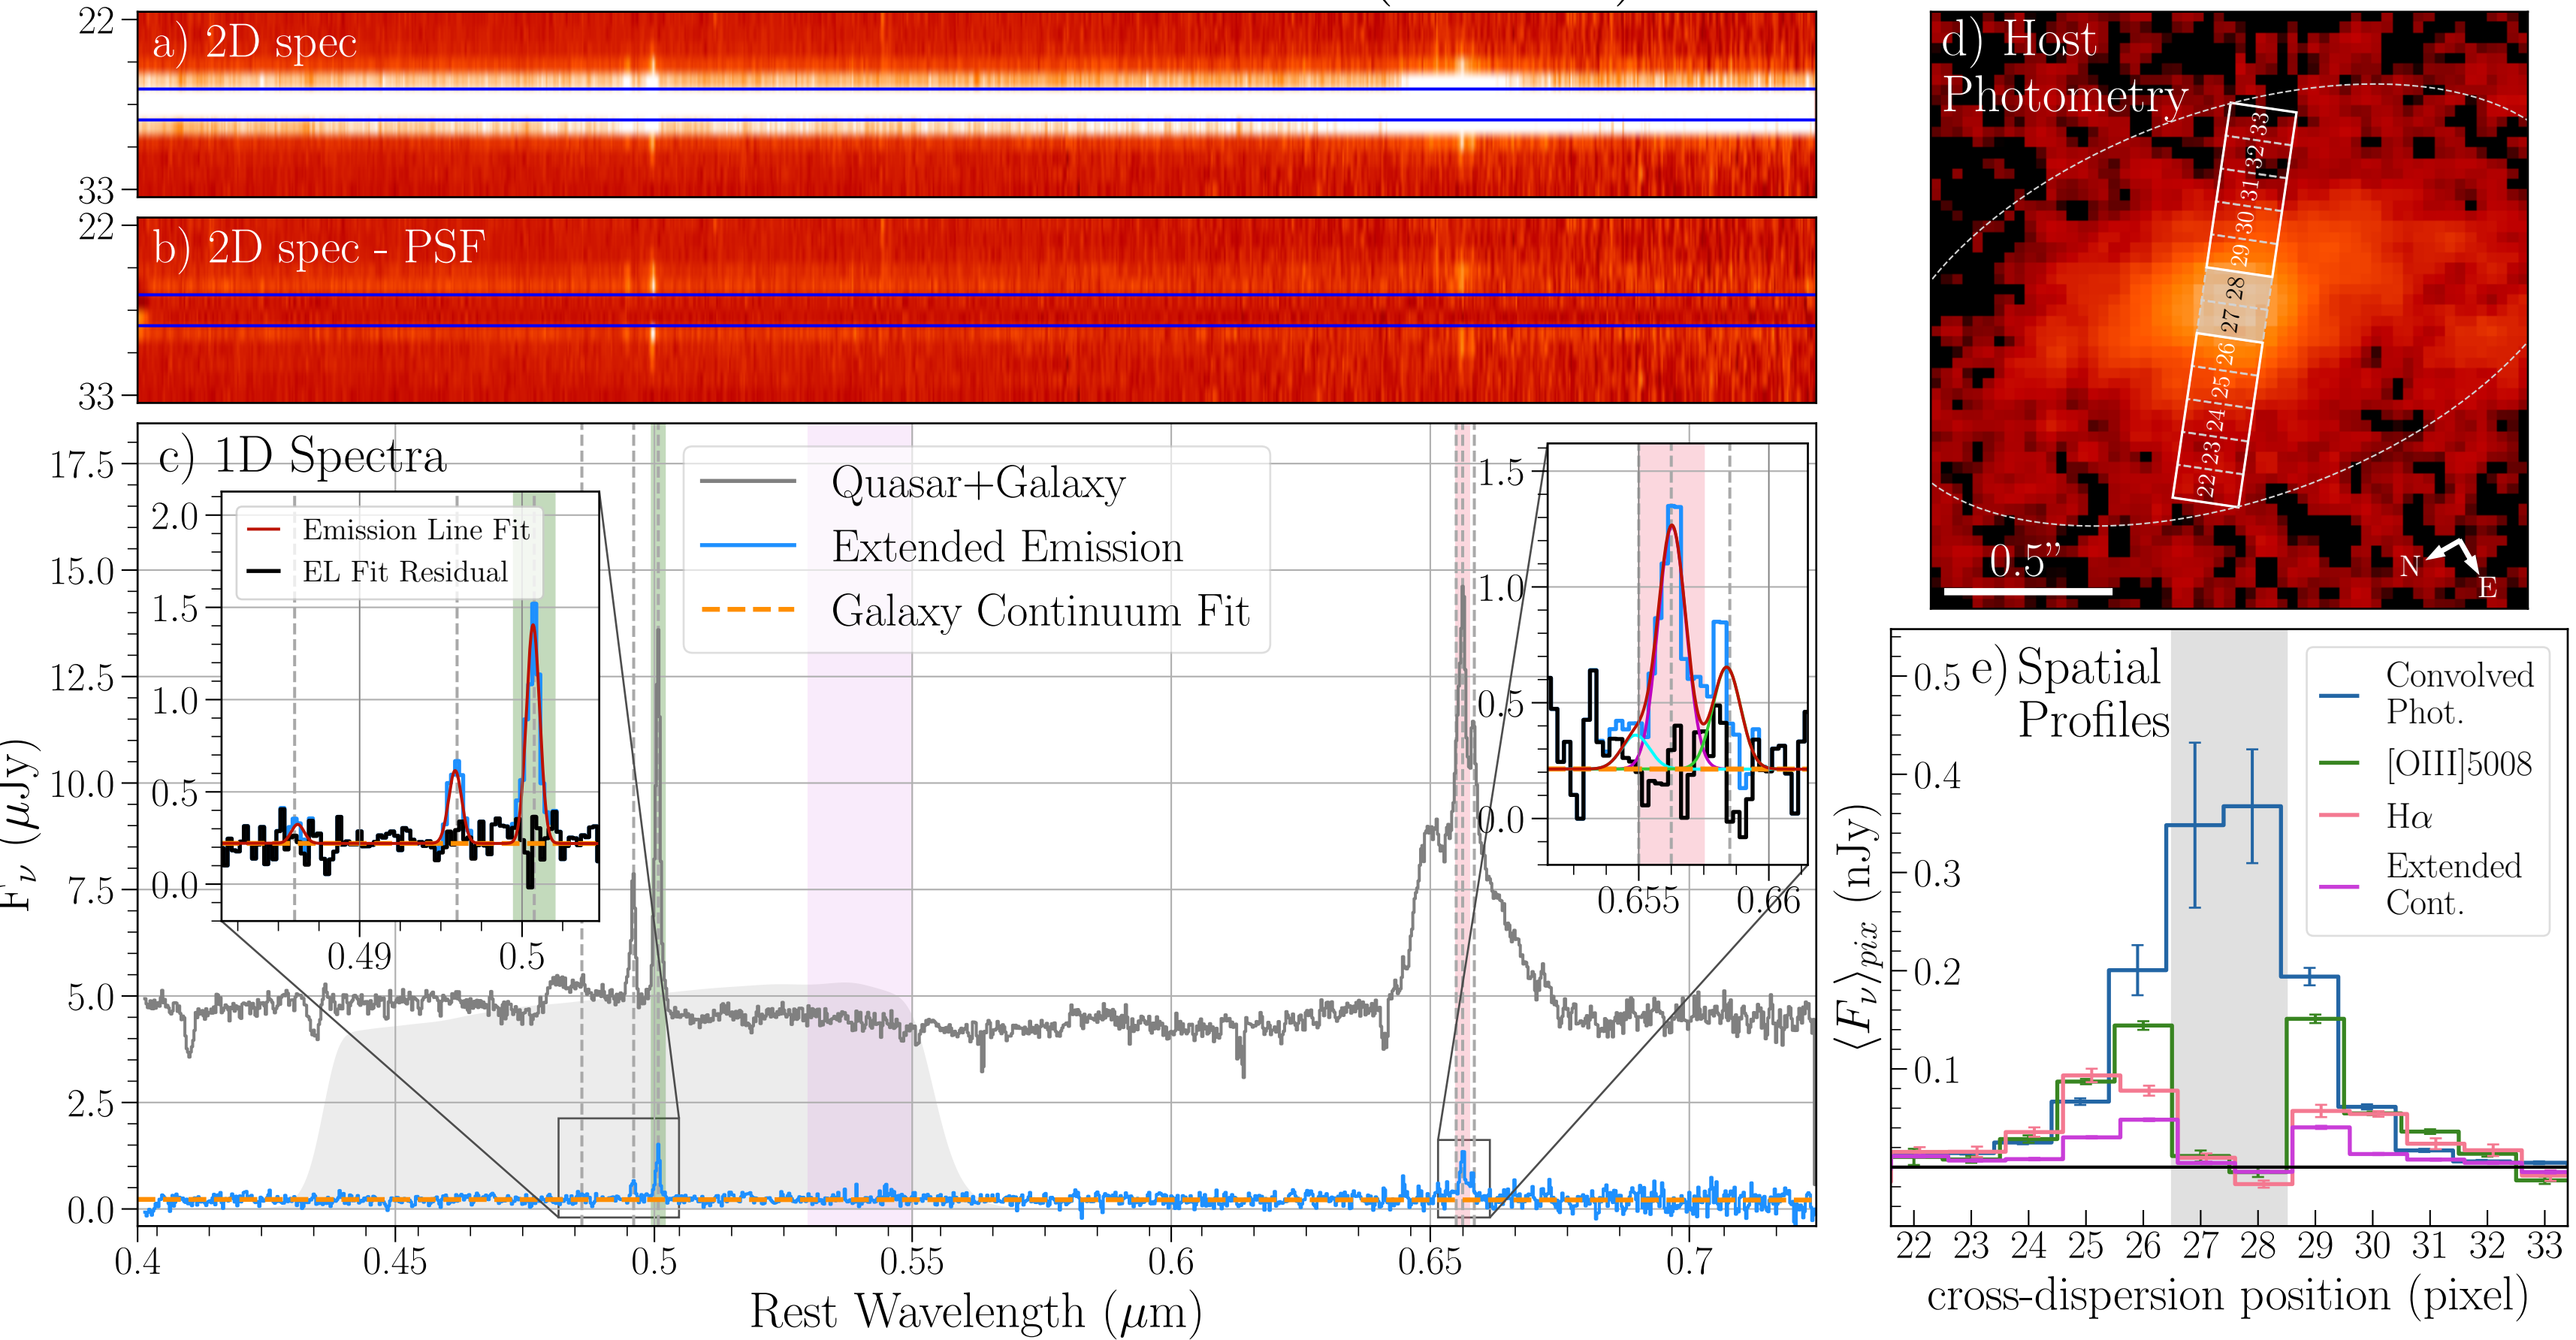 a) 2D spec
22
33
b) 2D spec - PSF
22
33
c) 1D Spectra
Quasar+Galaxy
Extended Emission
Galaxy Continuum Fit
Emission Line Fit
EL Fit Residual
2.0
1.5
1.0
0.5
0.0
0.49
0.5
1.5
1.0
0.5
0.0
0.655
0.66
17.5
15.0
12.5
10.0
7.5
5.0
2.5
0.0
Fν (μJy)
0.4
0.45
0.5
0.55
0.6
0.65
0.7
Rest Wavelength (μm)
d) Host
Photometry
33
32
31
30
29
28
27
26
25
24
23
22
0.5”
N
E
e) Spatial
Profiles
Convolved
Phot.
[OIII]5008
Hα
Extended
Cont.
0.5
0.4
0.3
0.2
0.1
⟨Fν⟩pix (nJy)
22 23 24 25 26 27 28 29 30 31 32 33
cross-dispersion position (pixel)